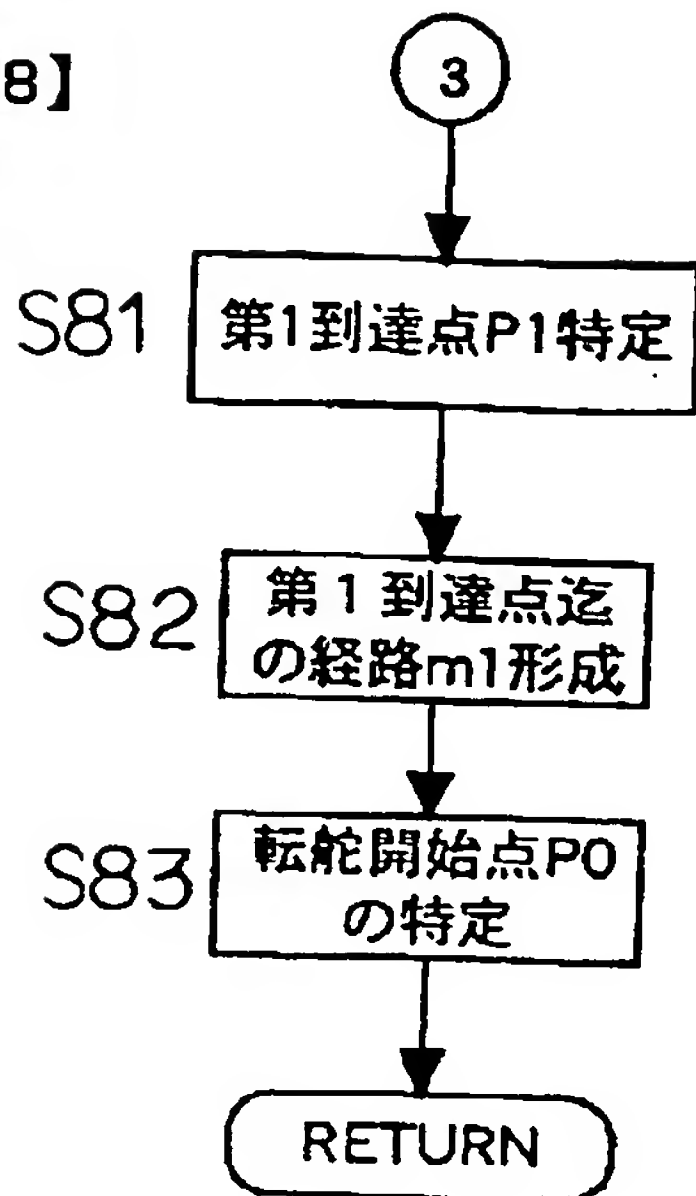 8】
3
S81
第1到達点P1特定
S82
第1到達点迄
の経路m1形成
S83
転舵開始点P0
の特定
RETURN